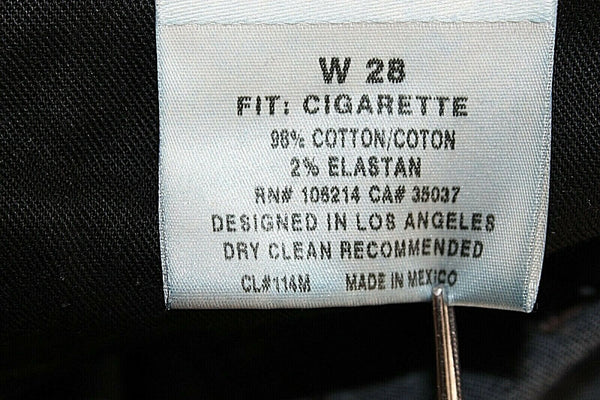 W 28
FIT: CIGARETTE
98% COTTON/COTON
2% ELASTAN
RN# 106214 CA# 35037
DESIGNED IN LOS ANGELES
DRY CLEAN RECOMMENDED
CL#114M MADE IN MEXICO